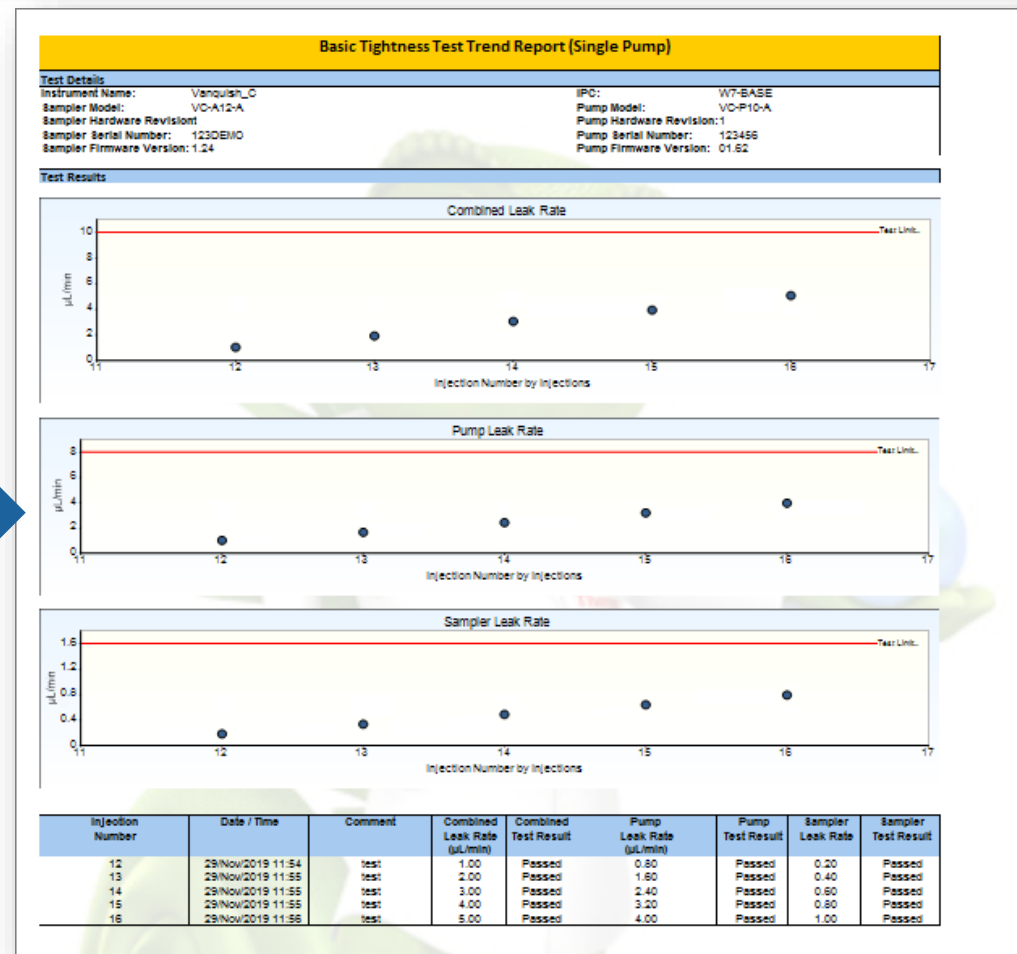 Basic Tightness Test Trend Report (Single Pump)
Test Details
Instrument Name: Vanquish_C IPC: W7-BASE
Sampler Model: VC-A12-A Pump Model: VC-P10-A
Sampler Hardware Revision1 Pump Hardware Revision:1
Sampler Serial Number: 123DEMO Pump Serial Number: 123456
Sampler Firmware Version: 1.24 Pump Firmware Version: 01.62
Test Results
Combined Leak Rate
Test Limit..
µL/min
10
8
6
4
2
0
11 12 13 14 15 16 17
Injection Number by Injections
Pump Leak Rate
Test Limit..
µL/min
8
6
4
2
0
11 12 13 14 15 16 17
Injection Number by Injections
Sampler Leak Rate
Test Limit..
µL/min
1.6
1.2
0.8
0.4
0
11 12 13 14 15 16 17
Injection Number by Injections
Injection Date / Time Comment Combined Combined Pump Pump Sampler Sampler
Number Leak Rate Test Result Leak Rate Test Result Leak Rate Test Result
(µL/min) (µL/min)
12 29/Nov/2019 11:54 test 1.00 Passed 0.80 Passed 0.20 Passed
13 29/Nov/2019 11:55 test 2.00 Passed 1.60 Passed 0.40 Passed
14 29/Nov/2019 11:55 test 3.00 Passed 2.40 Passed 0.60 Passed
15 29/Nov/2019 11:55 test 4.00 Passed 3.20 Passed 0.80 Passed
16 29/Nov/2019 11:56 test 5.00 Passed 4.00 Passed 1.00 Passed